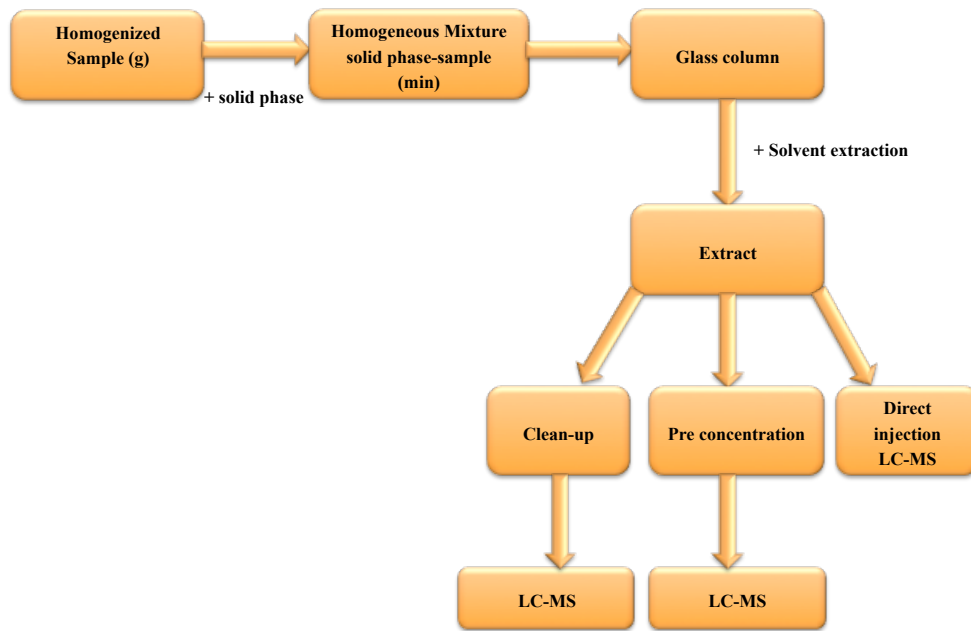 Homogenized
Sample (g)
+ solid phase
Homogeneous Mixture
solid phase-sample
(min)
Glass column
+ Solvent extraction
Extract
Clean-up
Pre concentration
Direct
injection
LC-MS
LC-MS
LC-MS